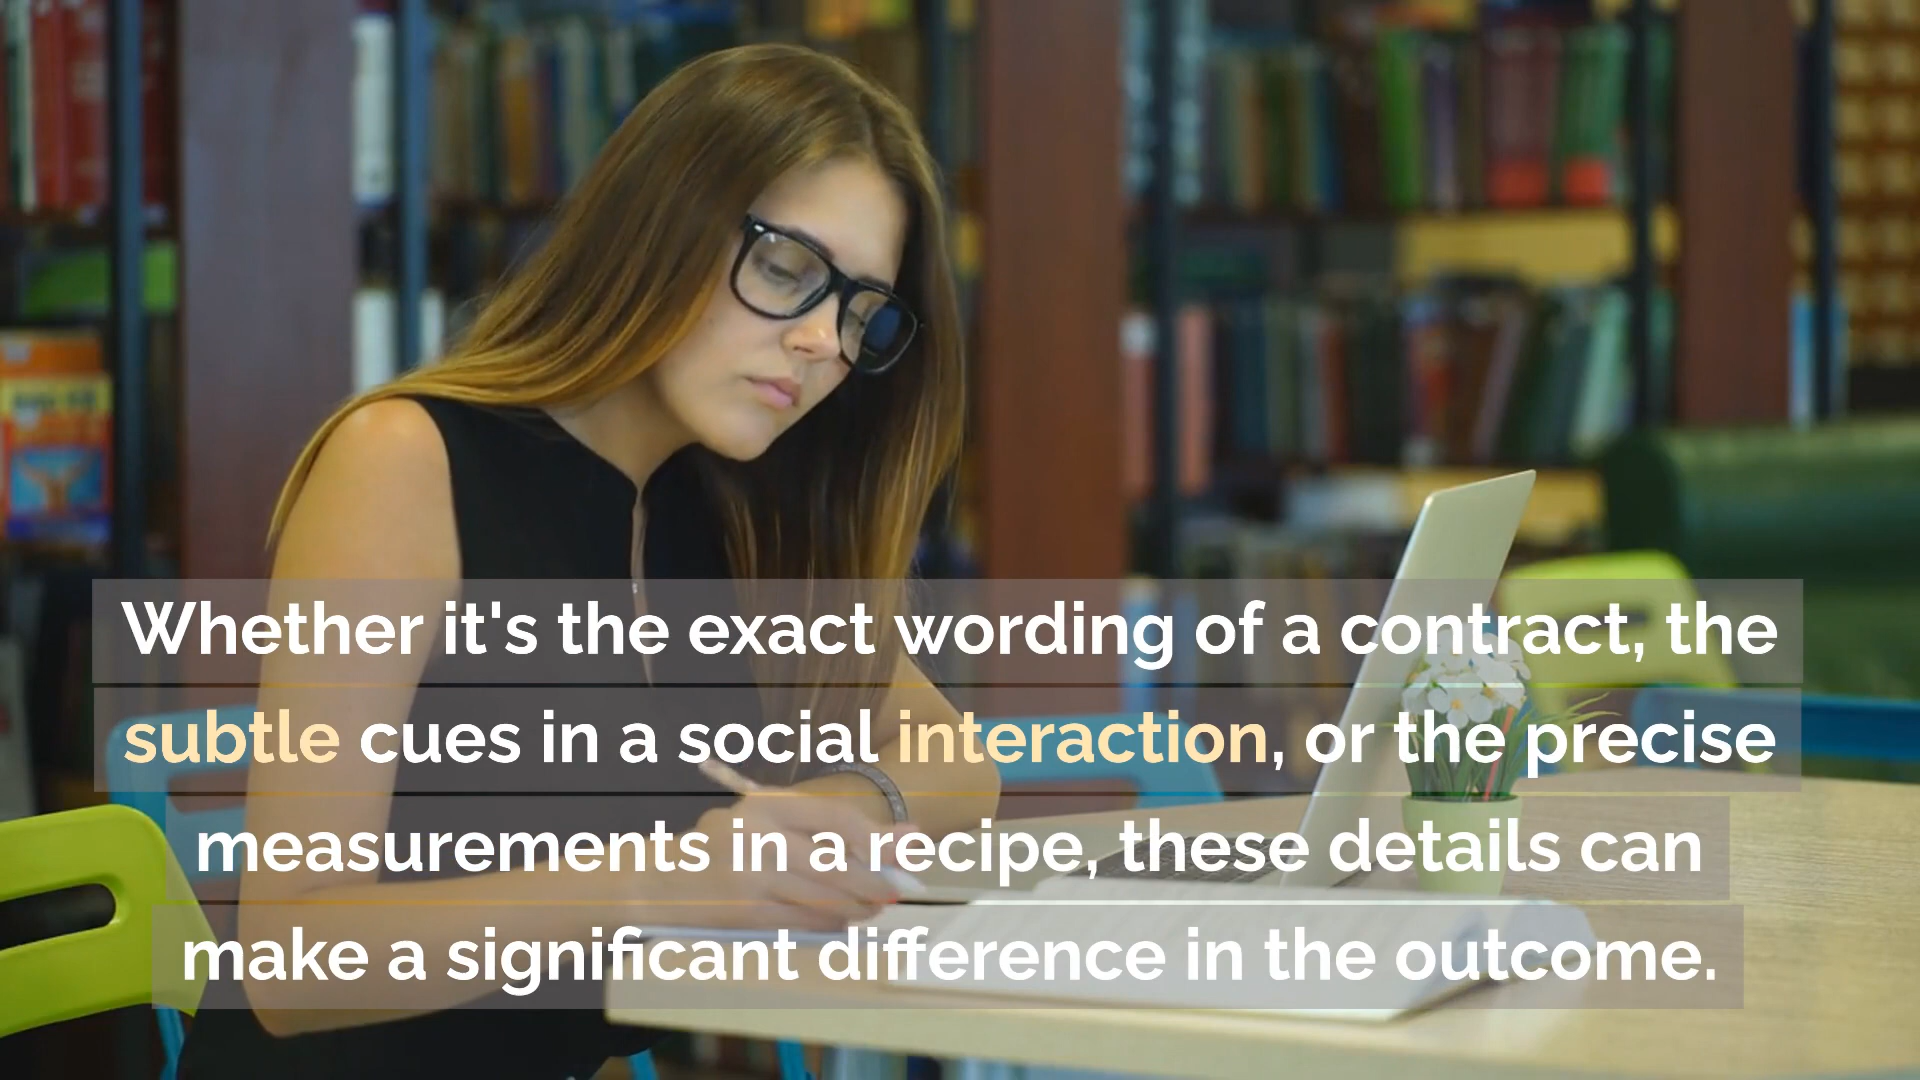 Whether it's the exact wording of a contract, the
subtle cues in a social interaction, or the precise
measurements in a recipe, these details can
make a significant difference in the outcome.